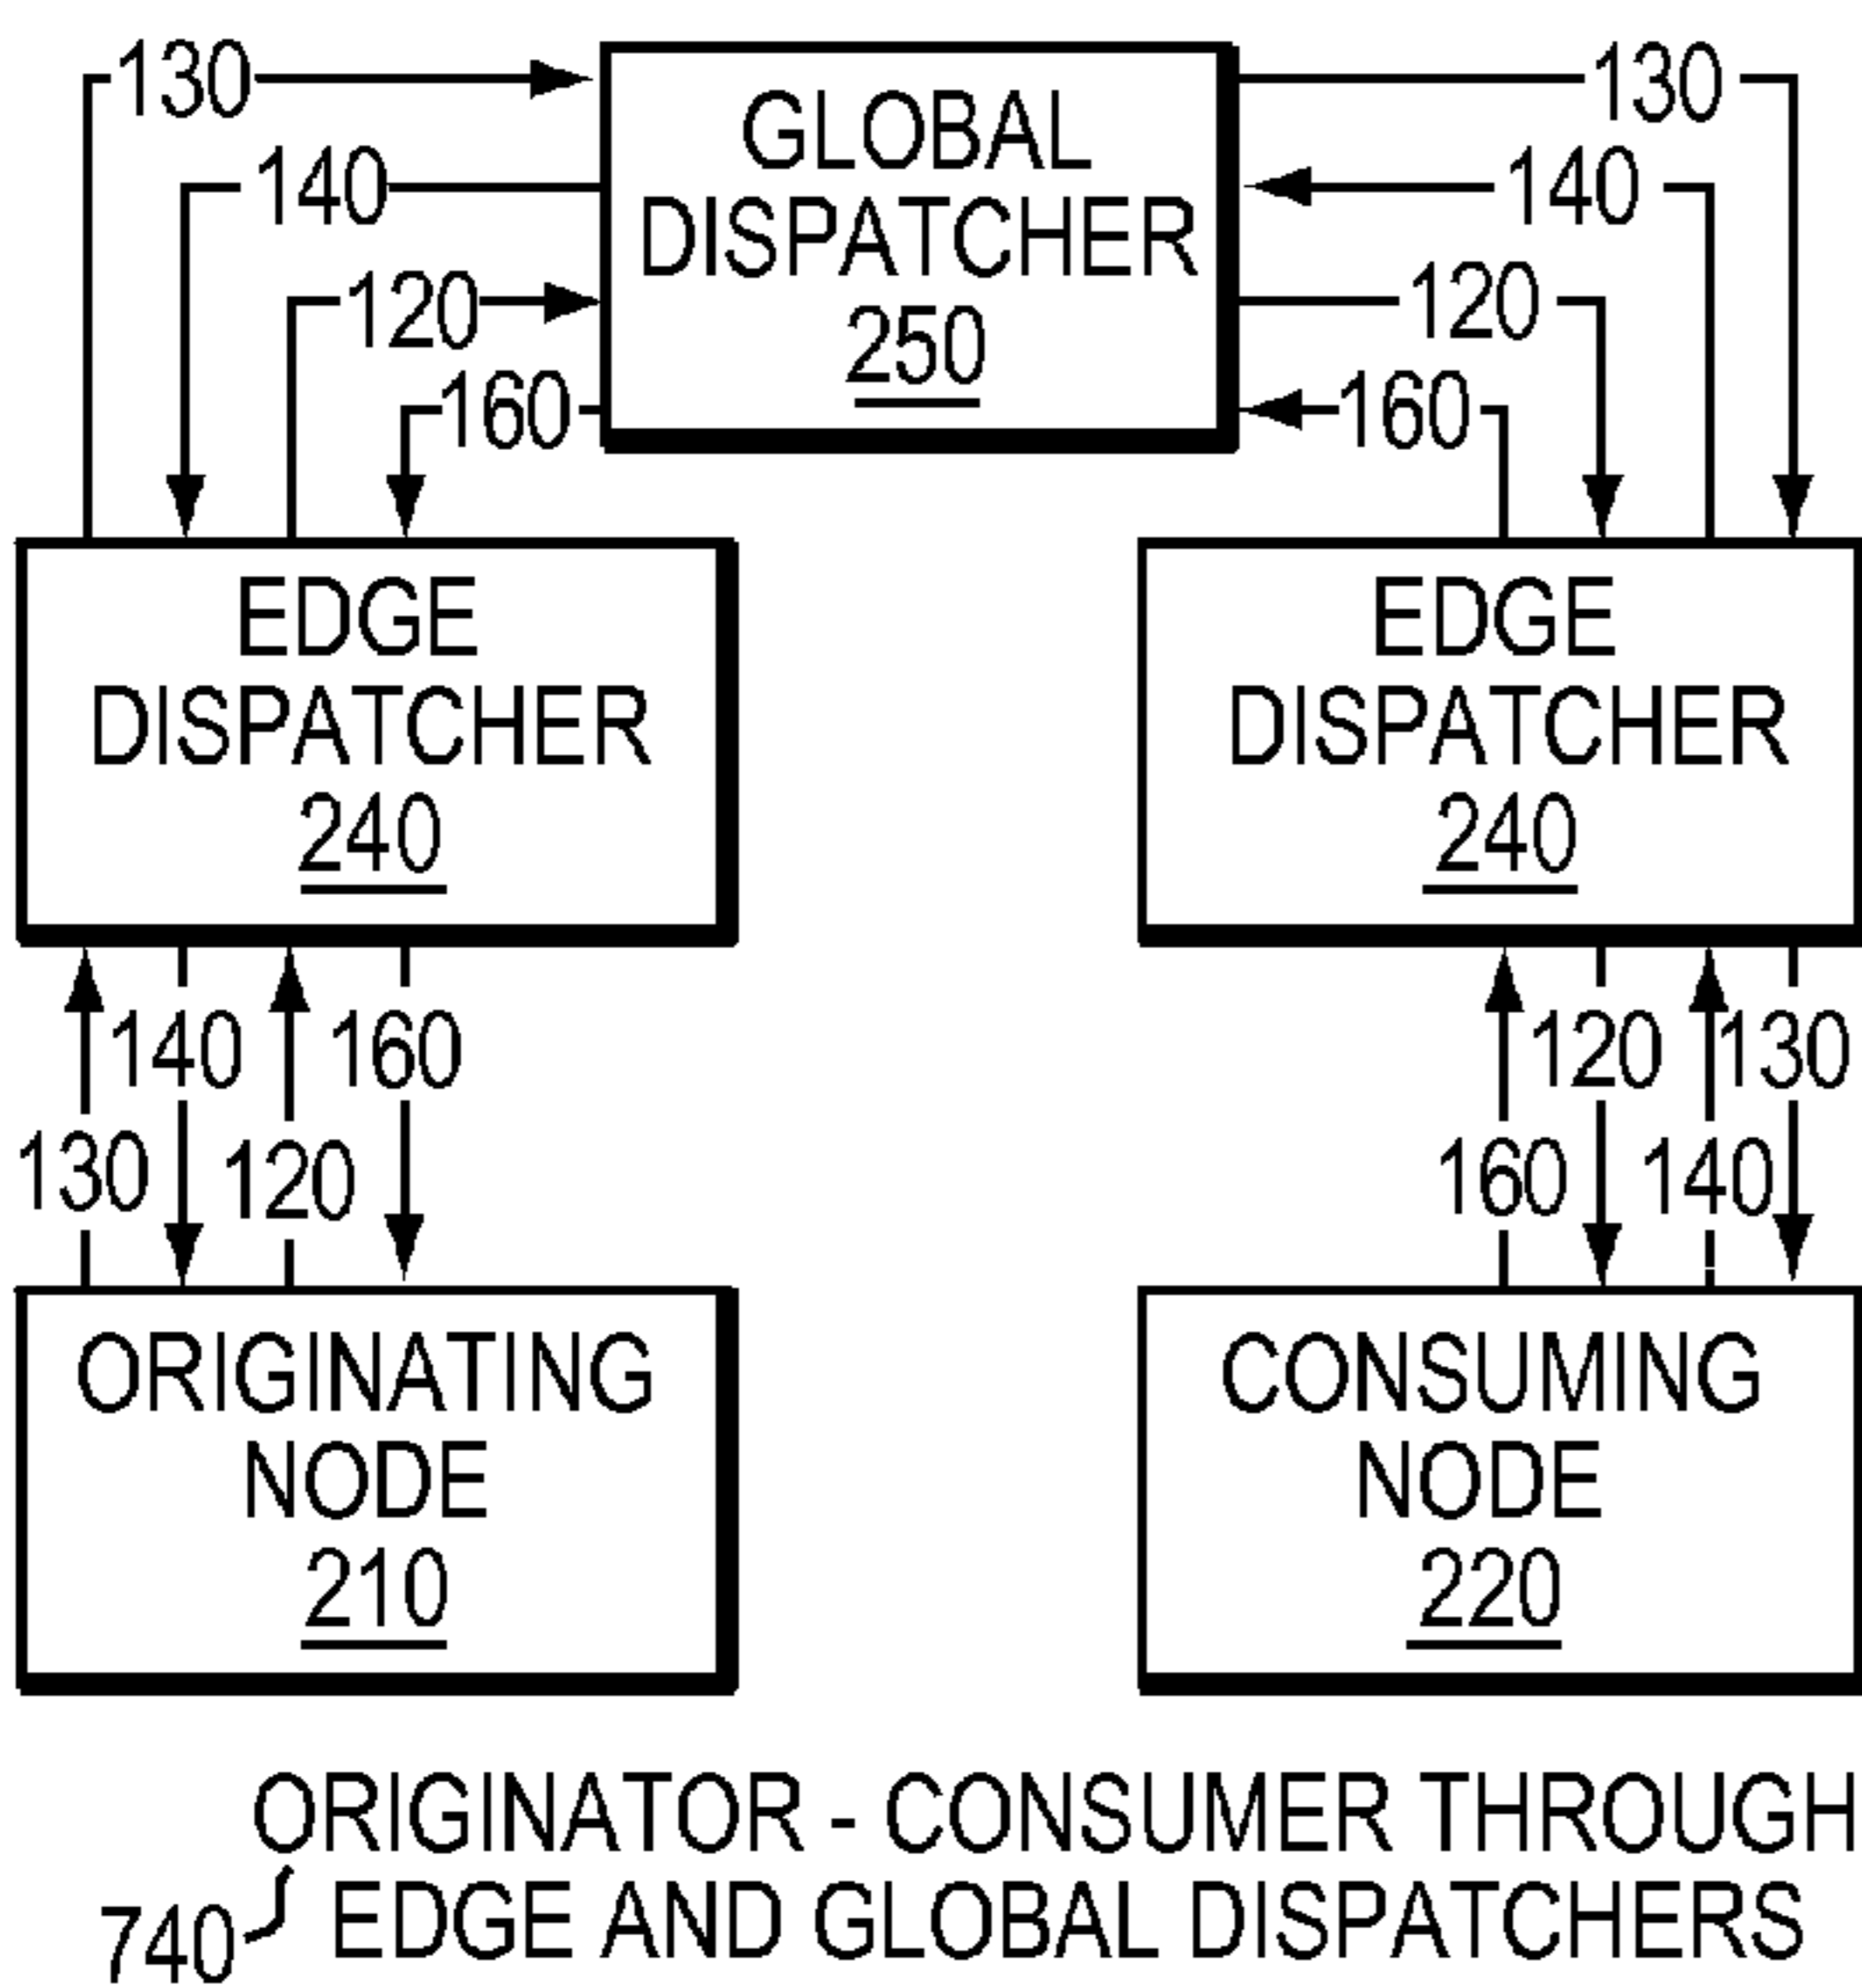 130
GLOBAL
DISPATCHER
250
130
140
140
120
120
160
160
EDGE
DISPATCHER
240
EDGE
DISPATCHER
240
140
160
130
120
120
130
160
140
ORIGINATING
NODE
210
CONSUMING
NODE
220
ORIGINATOR - CONSUMER THROUGH
740 EDGE AND GLOBAL DISPATCHERS